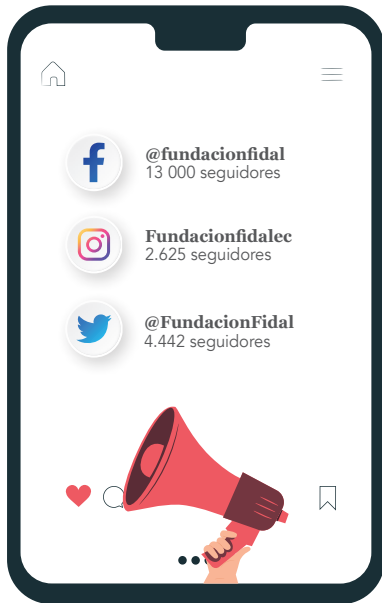 @fundacionfidal
13 000 seguidores
Fundacionfidalec
2.625 seguidores
@FundacionFidal
4.442 seguidores